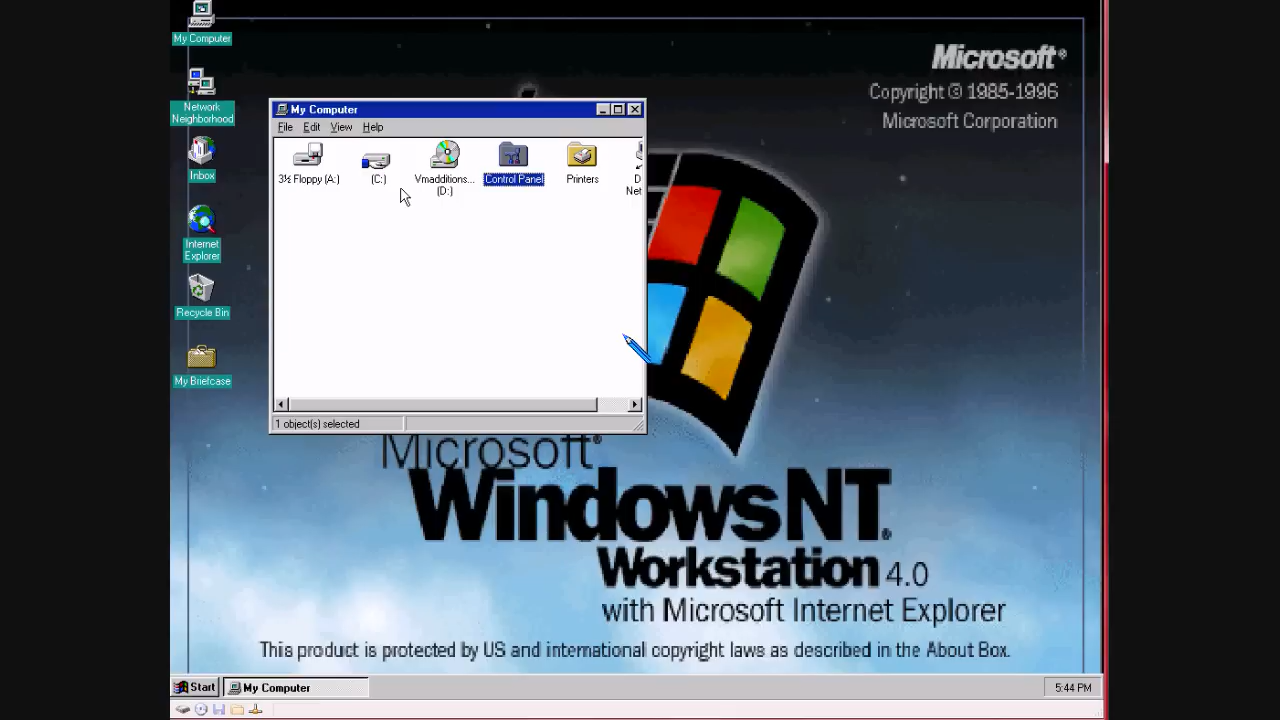 My Computer
Network
Neighborhood
Inbox
Internet
Explorer
Recycle Bin
My Briefcase
My Computer
File Edit View Help
3½ Floppy (A:)
(C:)
Vmadditions...
(D:)
Control Panel
Printers
D
Net
1 object(s) selected
Microsoft®
Copyright © 1985-1996
Microsoft Corporation
Microsoft®
Windows NT®
Workstation 4.0
with Microsoft Internet Explorer
This product is protected by US and international copyright laws as described in the About Box.
Start
My Computer
5:44 PM